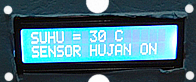 SUHU = 30 C
SENSOR HUJAN ON